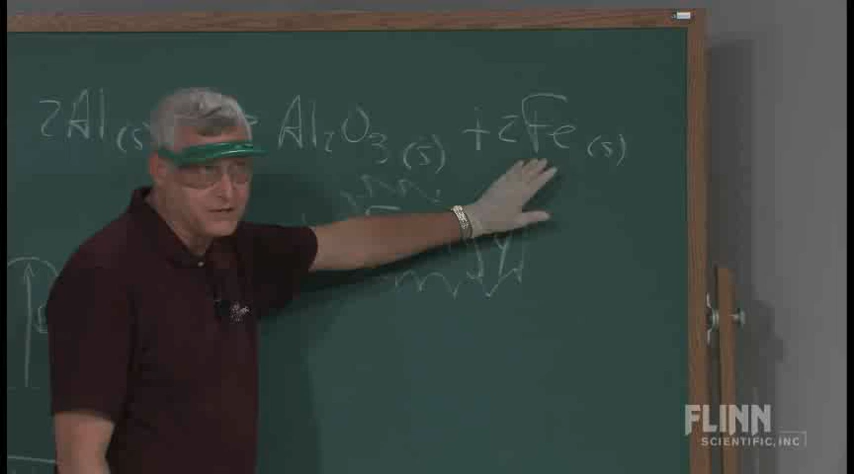 2Al(s) → Al₂O₃(s) + 2Fe(s)
FLINN
SCIENTIFIC, INC